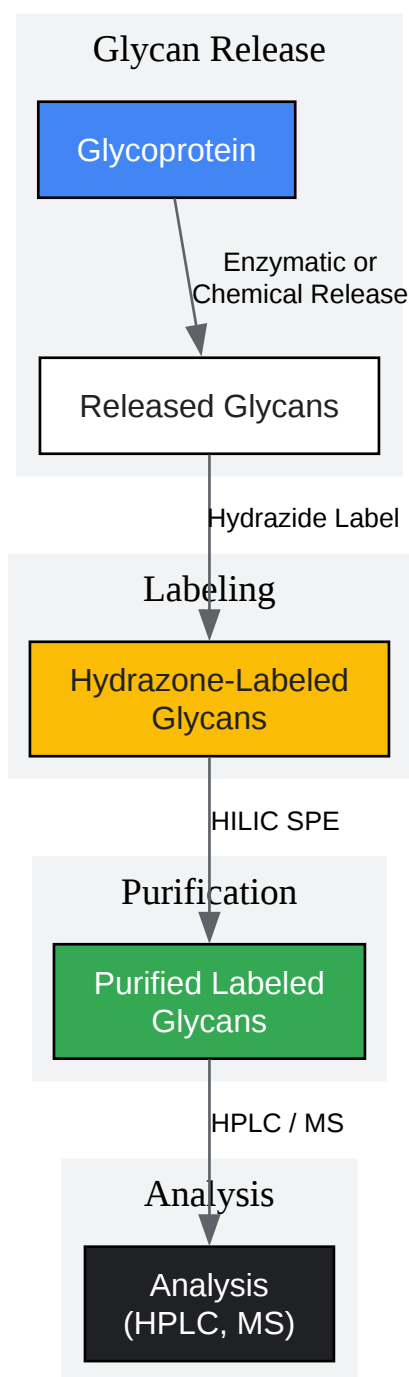 Glycan Release
Glycoprotein
Enzymatic or
Chemical Release
Released Glycans
Hydrazide Label
Labeling
Hydrazone-Labeled
Glycans
HILIC SPE
Purification
Purified Labeled
Glycans
HPLC / MS
Analysis
Analysis
(HPLC, MS)